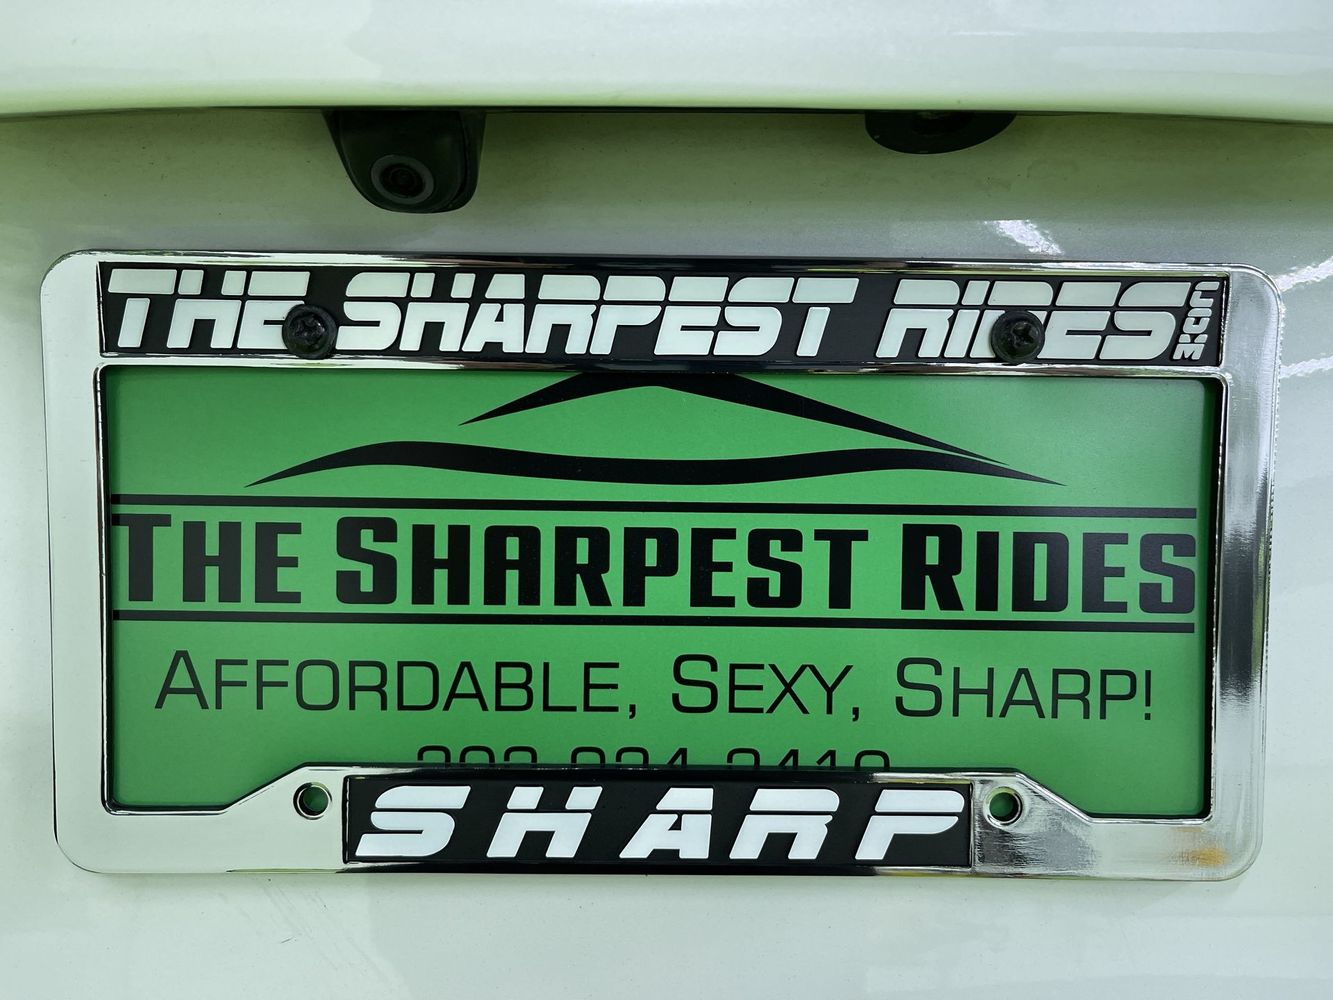 THE SHARPEST RIDES.COM
THE SHARPEST RIDES
AFFORDABLE, SEXY, SHARP!
SHARP